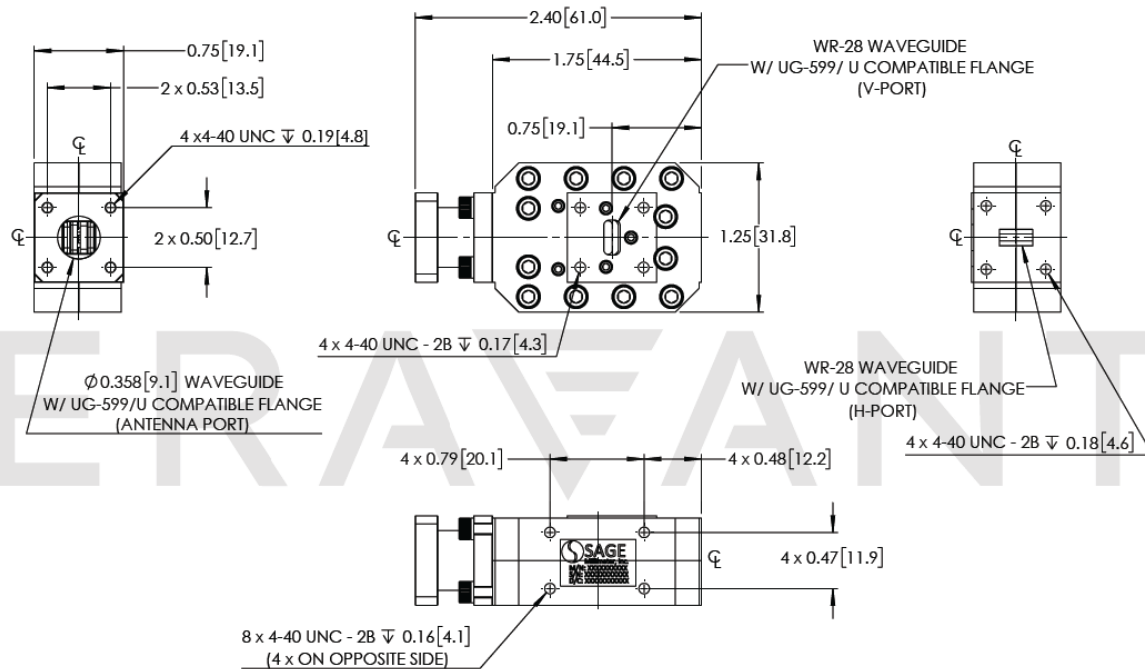 2.40[61.0]
0.75[19.1]
1.75[44.5]
WR-28 WAVEGUIDE
W/ UG-599/ U COMPATIBLE FLANGE
(V-PORT)
2 x 0.53[13.5]
0.75[19.1]
4 x4-40 UNC ↧ 0.19[4.8]
℄
℄
2 x 0.50[12.7]
℄
℄
1.25[31.8]
℄
4 x 4-40 UNC - 2B ↧ 0.17[4.3]
Ø0.358[9.1] WAVEGUIDE
W/ UG-599/U COMPATIBLE FLANGE
(ANTENNA PORT)
WR-28 WAVEGUIDE
W/ UG-599/ U COMPATIBLE FLANGE
(H-PORT)
4 x 4-40 UNC - 2B ↧ 0.18[4.6]
ERAVANT
4 x 0.79[20.1]
4 x 0.48[12.2]
SAGE
Millimeter, Inc.
℄
4 x 0.47[11.9]
8 x 4-40 UNC - 2B ↧ 0.16[4.1]
(4 x ON OPPOSITE SIDE)